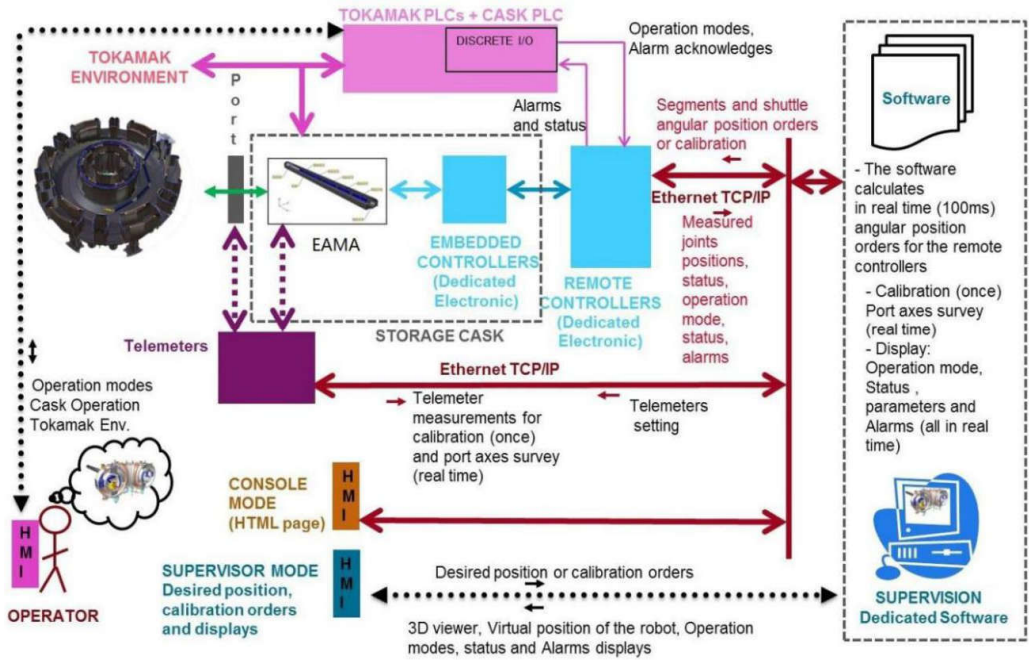 TOKAMAK PLCs + CASK PLC
DISCRETE I/O
Operation modes,
Alarm acknowledges
TOKAMAK
ENVIRONMENT
Port
Alarms
and status
Segments and shuttle
angular position orders
or calibration
Software
EAMA
EMBEDDED
CONTROLLERS
(Dedicated
Electronic)
REMOTE
CONTROLLERS
(Dedicated
Electronic)
Ethernet TCP/IP
Measured
joints
positions,
status,
operation
mode,
status,
alarms
- The software
calculates
in real time (100ms)
angular position
orders for the remote
controllers
- Calibration (once)
Port axes survey
(real time)
- Display:
Operation mode,
Status ,
parameters and
Alarms (all in real
time)
STORAGE CASK
Telemeters
Ethernet TCP/IP
Telemeter
measurements for
calibration (once)
and port axes survey
(real time)
Telemeters
setting
Operation modes
Cask Operation
Tokamak Env.
HMI
OPERATOR
CONSOLE
MODE
(HTML page)
HMI
SUPERVISOR MODE
Desired position,
calibration orders
and displays
HMI
Desired position or calibration orders
3D viewer, Virtual position of the robot, Operation
modes, status and Alarms displays
SUPERVISION
Dedicated Software